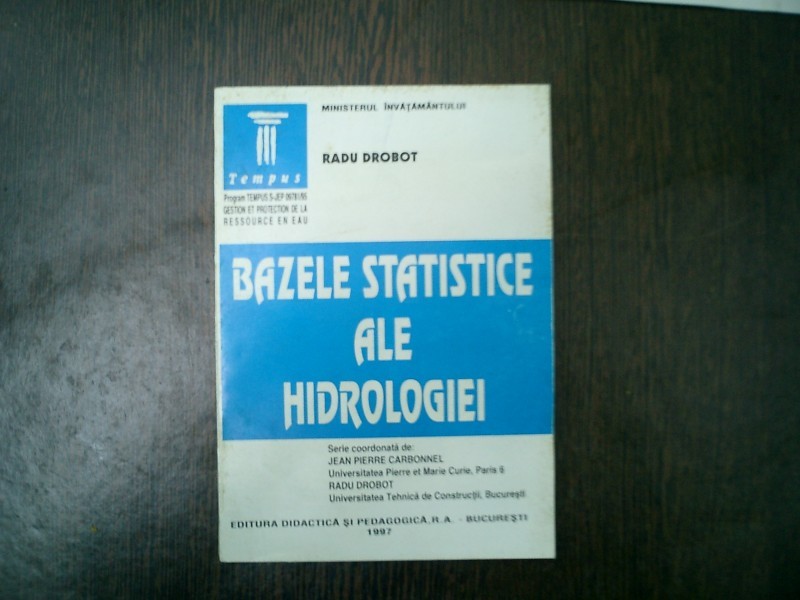 MINISTERUL ÎNVĂŢĂMÂNTULUI
RADU DROBOT
Tempus
Program TEMPUS S-JEP 09781/95
GESTION ET PROTECTION DE LA
RESSOURCE EN EAU
BAZELE STATISTICE
ALE
HIDROLOGIEI
Serie coordonată de:
JEAN PIERRE CARBONNEL
Universitatea Pierre et Marie Curie, Paris 6
RADU DROBOT
Universitatea Tehnică de Construcţii, Bucureşti
EDITURA DIDACTICĂ ŞI PEDAGOGICĂ, R.A. - BUCUREŞTI
1997